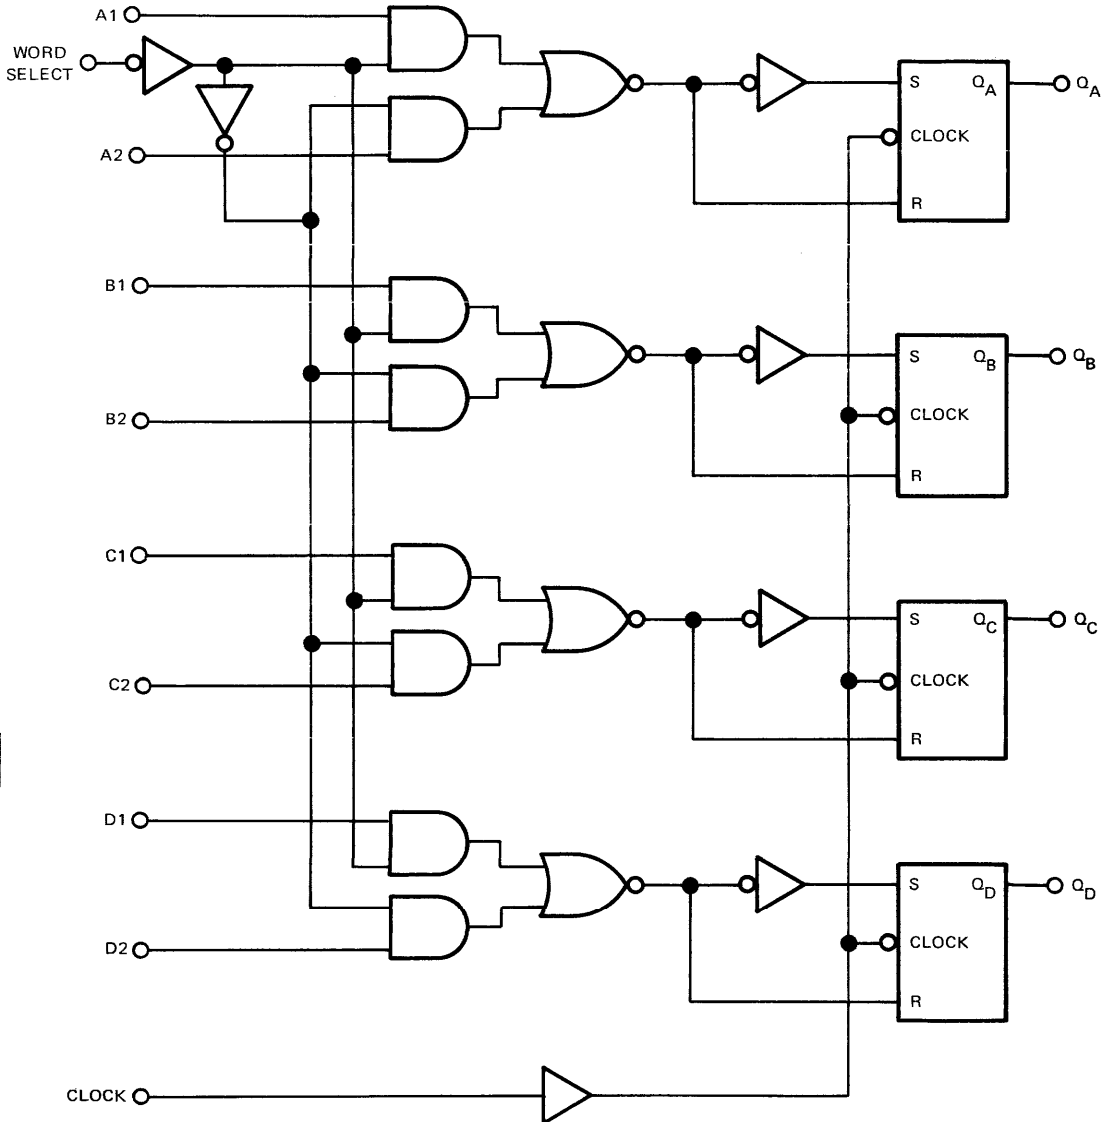 A1
WORD
SELECT
A2
S QA
QA
CLOCK
R
B1
B2
S QB
QB
CLOCK
R
C1
C2
S QC
QC
CLOCK
R
D1
D2
S QD
QD
CLOCK
R
CLOCK